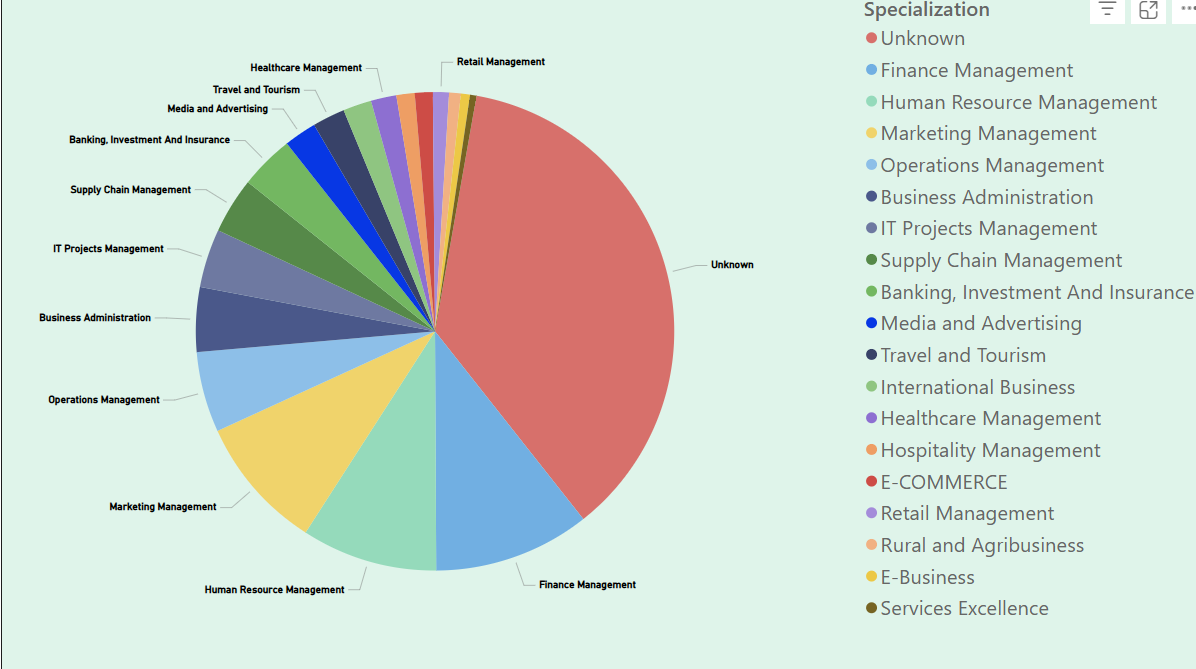 Specialization
Unknown
Finance Management
Human Resource Management
Marketing Management
Operations Management
Business Administration
IT Projects Management
Supply Chain Management
Banking, Investment And Insurance
Media and Advertising
Travel and Tourism
International Business
Healthcare Management
Hospitality Management
E-COMMERCE
Retail Management
Rural and Agribusiness
E-Business
Services Excellence
Retail Management
Healthcare Management
Travel and Tourism
Media and Advertising
Banking, Investment And Insurance
Supply Chain Management
IT Projects Management
Unknown
Business Administration
Operations Management
Marketing Management
Finance Management
Human Resource Management